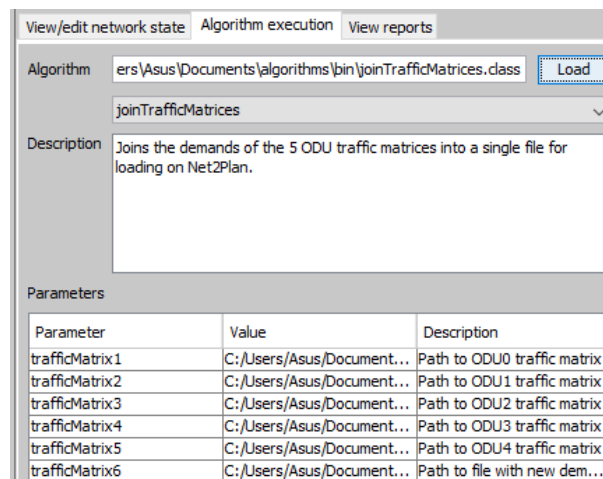 View/edit network state Algorithm execution View reports
Algorithm ers\Asus\Documents\algorithms\bin\joinTrafficMatrices.class Load
joinTrafficMatrices
Description Joins the demands of the 5 ODU traffic matrices into a single file for
loading on Net2Plan.
Parameters
Parameter Value Description
trafficMatrix1 C:/Users/Asus/Document... Path to ODU0 traffic matrix
trafficMatrix2 C:/Users/Asus/Document... Path to ODU1 traffic matrix
trafficMatrix3 C:/Users/Asus/Document... Path to ODU2 traffic matrix
trafficMatrix4 C:/Users/Asus/Document... Path to ODU3 traffic matrix
trafficMatrix5 C:/Users/Asus/Document... Path to ODU4 traffic matrix
trafficMatrix6 C:/Users/Asus/Document... Path to file with new dem...